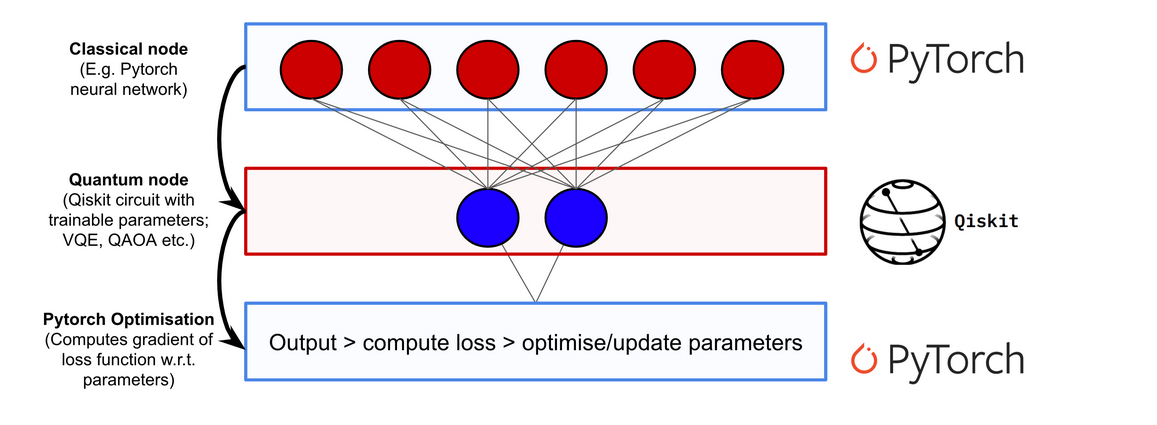 Classical node
(E.g. Pytorch
neural network)
PyTorch
Quantum node
(Qiskit circuit with
trainable parameters;
VQE, QAOA etc.)
Qiskit
Pytorch Optimisation
(Computes gradient of
loss function w.r.t.
parameters)
Output > compute loss > optimise/update parameters
PyTorch